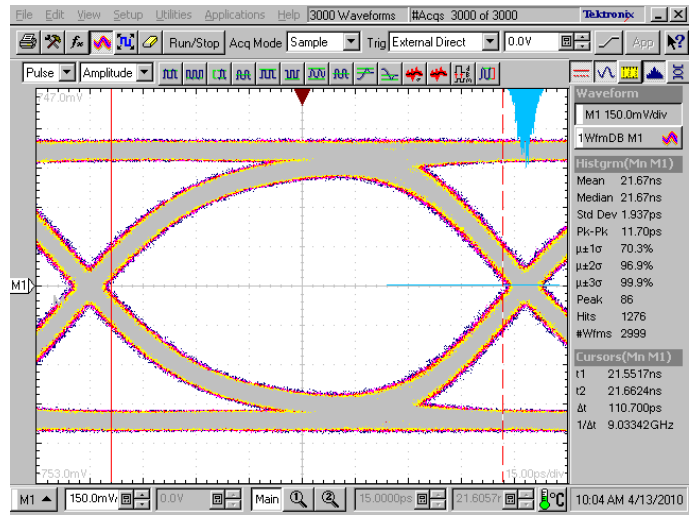 File Edit View Setup Utilities Applications Help 3000 Waveforms #Acqs 3000 of 3000 Tektronix
Run/Stop Acq Mode Sample Trig External Direct 0.0V App
Pulse Amplitude
747.0mV
Waveform
M1 150.0mV/div
1WfmDB M1
Histgrm(Mn M1)
Mean 21.67ns
Median 21.67ns
Std Dev 1.937ps
Pk-Pk 11.70ps
µ±1σ 70.3%
µ±2σ 96.9%
µ±3σ 99.9%
Peak 86
Hits 1276
#Wfms 2999
M1
Cursors(Mn M1)
t1 21.5517ns
t2 21.6624ns
Δt 110.700ps
1/Δt 9.03342GHz
-753.0mV
15.00ps/div
M1 150.0mV/ 0.0V Main 15.0000ps 21.6057r °C 10:04 AM 4/13/2010